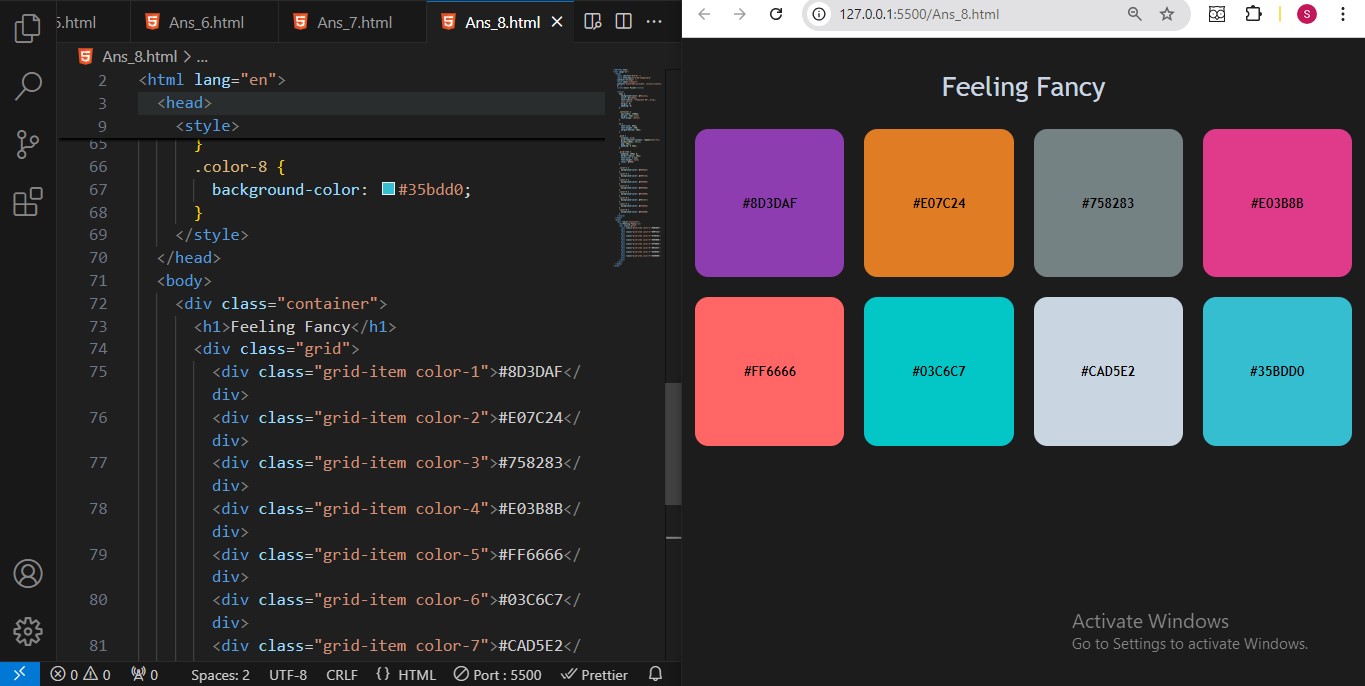 5.html
Ans_6.html
Ans_7.html
Ans_8.html
Ans_8.html > ...
2 <html lang="en">
3 <head>
9 <style>
65 }
66 .color-8 {
67 background-color: #35bdd0;
68 }
69 </style>
70 </head>
71 <body>
72 <div class="container">
73 <h1>Feeling Fancy</h1>
74 <div class="grid">
75 <div class="grid-item color-1">#8D3DAF</
div>
76 <div class="grid-item color-2">#E07C24</
div>
77 <div class="grid-item color-3">#758283</
div>
78 <div class="grid-item color-4">#E03B8B</
div>
79 <div class="grid-item color-5">#FF6666</
div>
80 <div class="grid-item color-6">#03C6C7</
div>
81 <div class="grid-item color-7">#CAD5E2</
0 0 0 Spaces: 2 UTF-8 CRLF {} HTML Port : 5500 Prettier
127.0.0.1:5500/Ans_8.html
S
Feeling Fancy
#8D3DAF #E07C24 #758283 #E03B8B
#FF6666 #03C6C7 #CAD5E2 #35BDD0
Activate Windows
Go to Settings to activate Windows.